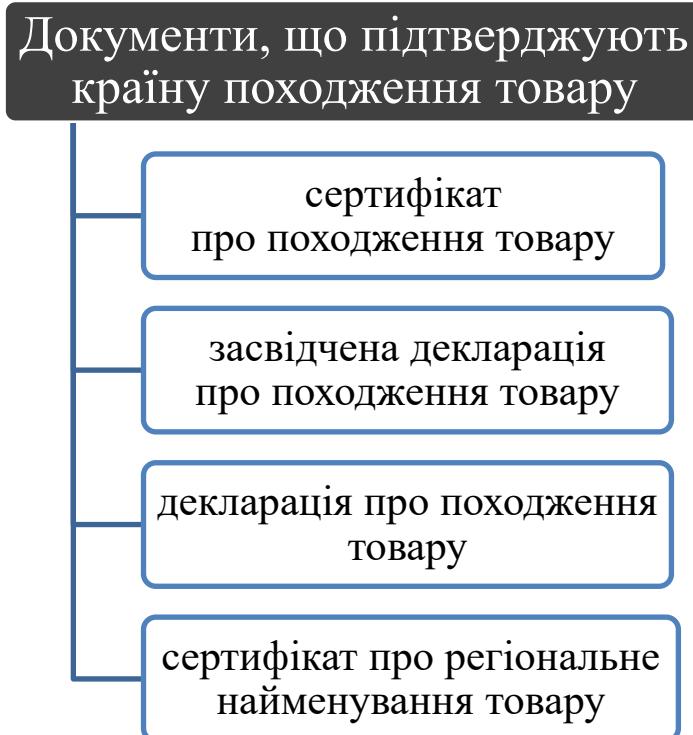 Документи, що підтверджують
країну походження товару
сертифікат
про походження товару
засвідчена декларація
про походження товару
декларація про походження
товару
сертифікат про регіональне
найменування товару